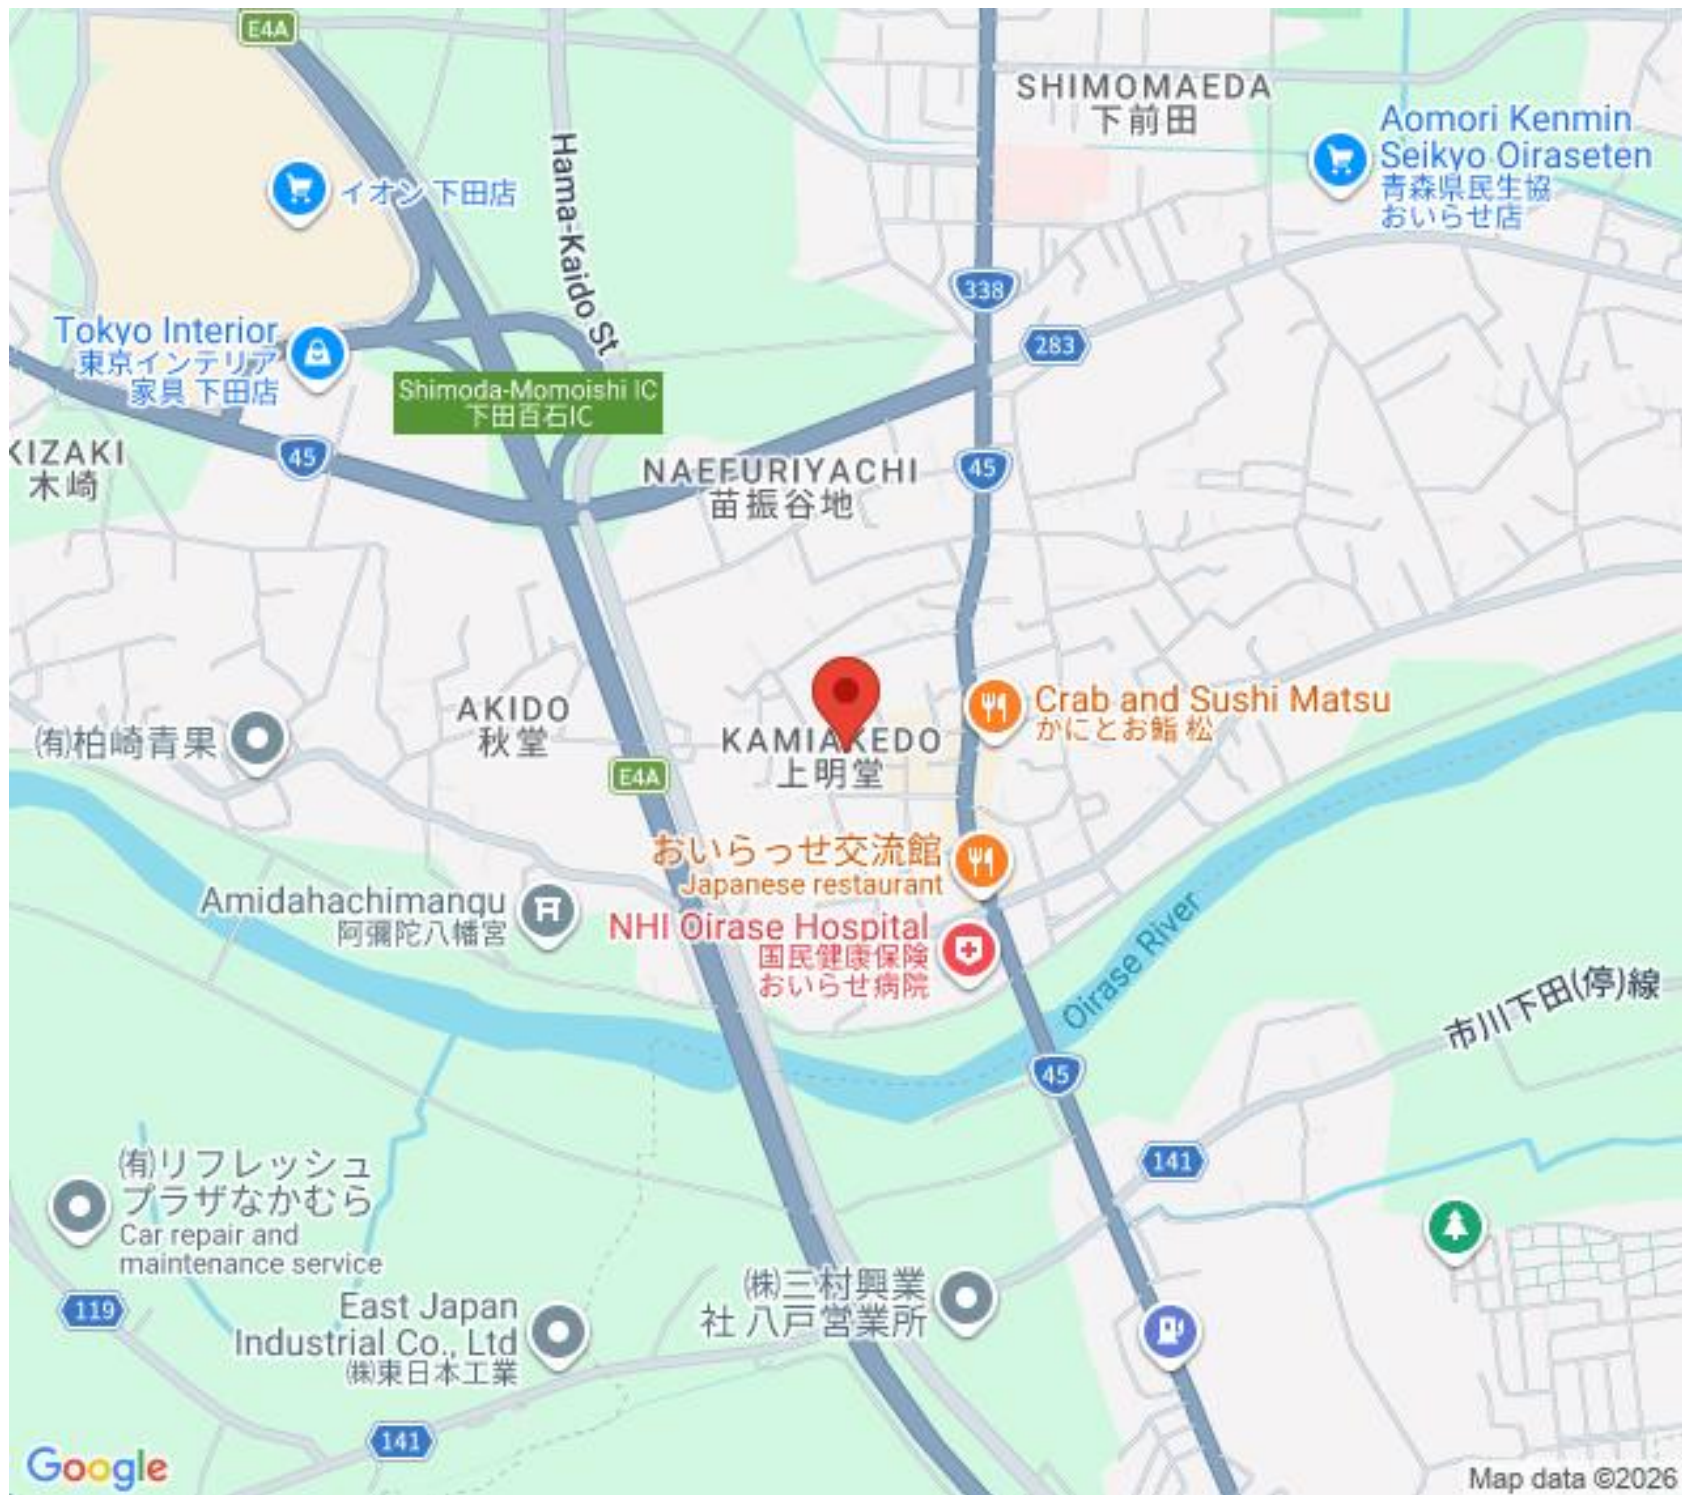 E4A
SHIMOMAEDA
下前田
Aomori Kenmin
Seikyo Oiraseten
青森県民生協
おいらせ店
イオン 下田店
Hama-Kaido St
338
283
Tokyo Interior
東京インテリア
家具 下田店
Shimoda-Momoishi IC
下田百石IC
KIZAKI
木崎
45
NAEFURIYACHI
苗振谷地
45
AKIDO
秋堂
KAMIAKEDO
上明堂
Crab and Sushi Matsu
かにとお鮨 松
㈲柏崎青果
E4A
おいらっせ交流館
Japanese restaurant
Amidahachimangu
阿彌陀八幡宮
NHI Oirase Hospital
国民健康保険
おいらせ病院
Oirase River
市川下田(停)線
45
141
㈲リフレッシュ
プラザなかむら
Car repair and
maintenance service
119
East Japan
Industrial Co., Ltd
㈱東日本工業
㈱三村興業
社 八戸営業所
141
Google
Map data ©2026